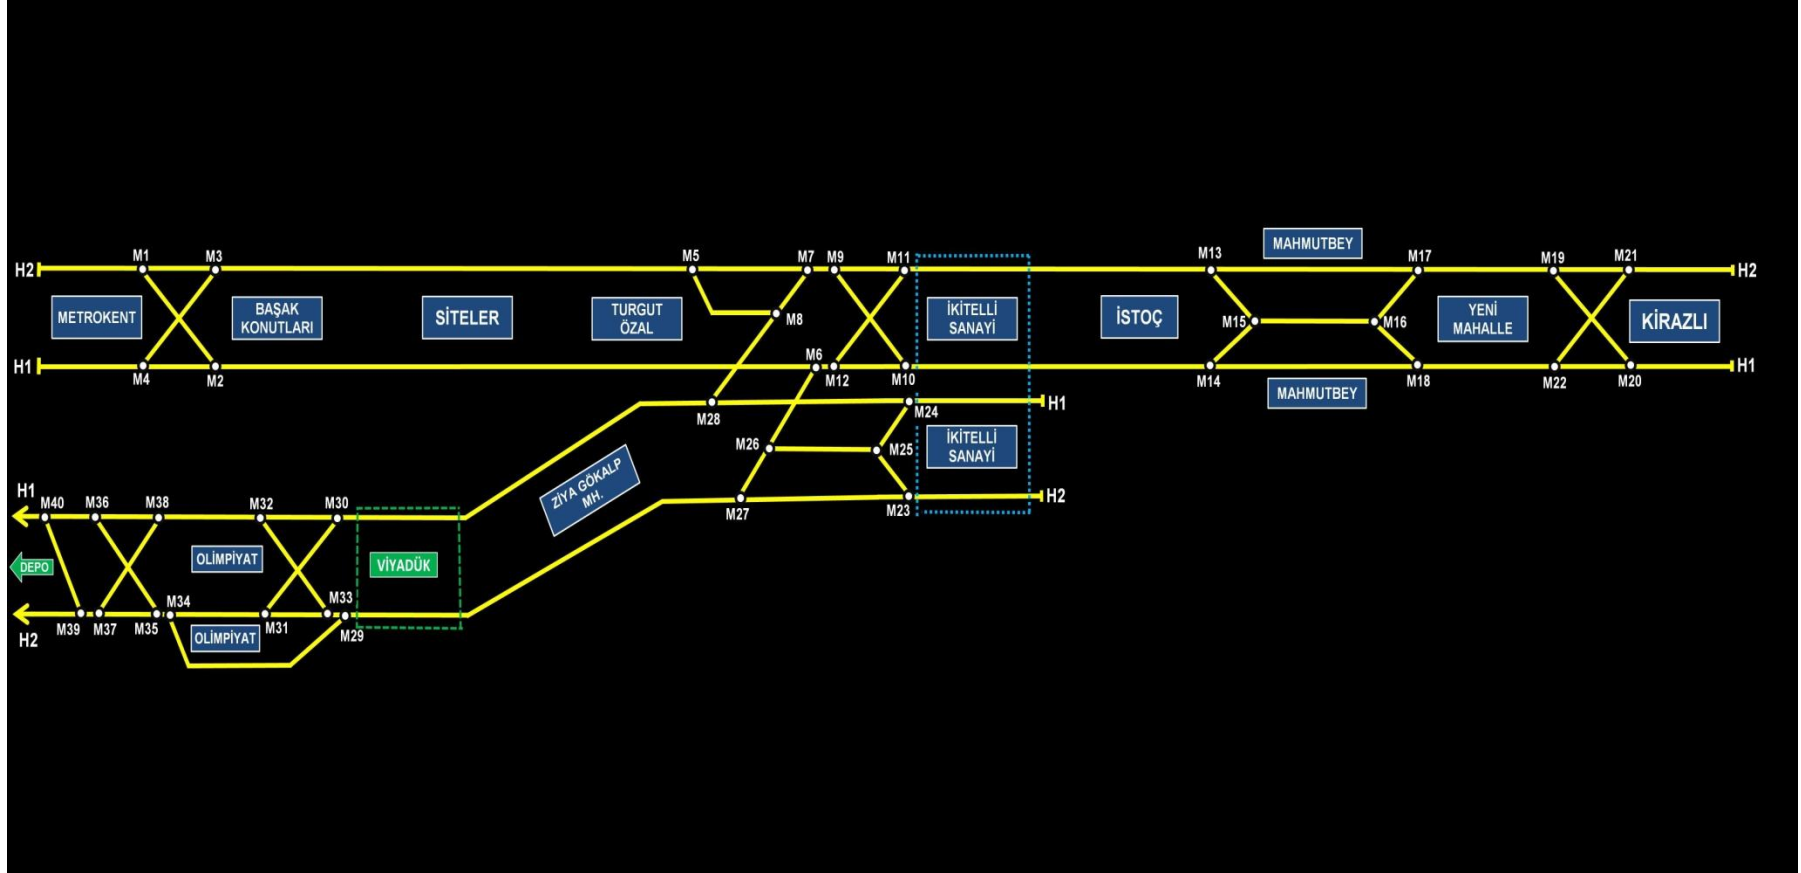 MAHMUTBEY
M1
M3
M5
M7
M9
M11
M13
M17
M19
M21
H2
H2
METROKENT
BAŞAK
KONUTLARI
SİTELER
TURGUT
ÖZAL
M8
İKİTELLİ
SANAYİ
İSTOÇ
M15
M16
YENİ
MAHALLE
KİRAZLI
H1
M4
M2
M6
M12
M10
M14
M18
M22
M20
H1
MAHMUTBEY
M28
M24
H1
M26
M25
İKİTELLİ
SANAYİ
ZİYA GÖKALP
MH.
H1
M40
M36
M38
M32
M30
M27
M23
H2
DEPO
OLİMPİYAT
VİYADÜK
H2
M39
M37
M35
M34
M31
M33
M29
OLİMPİYAT